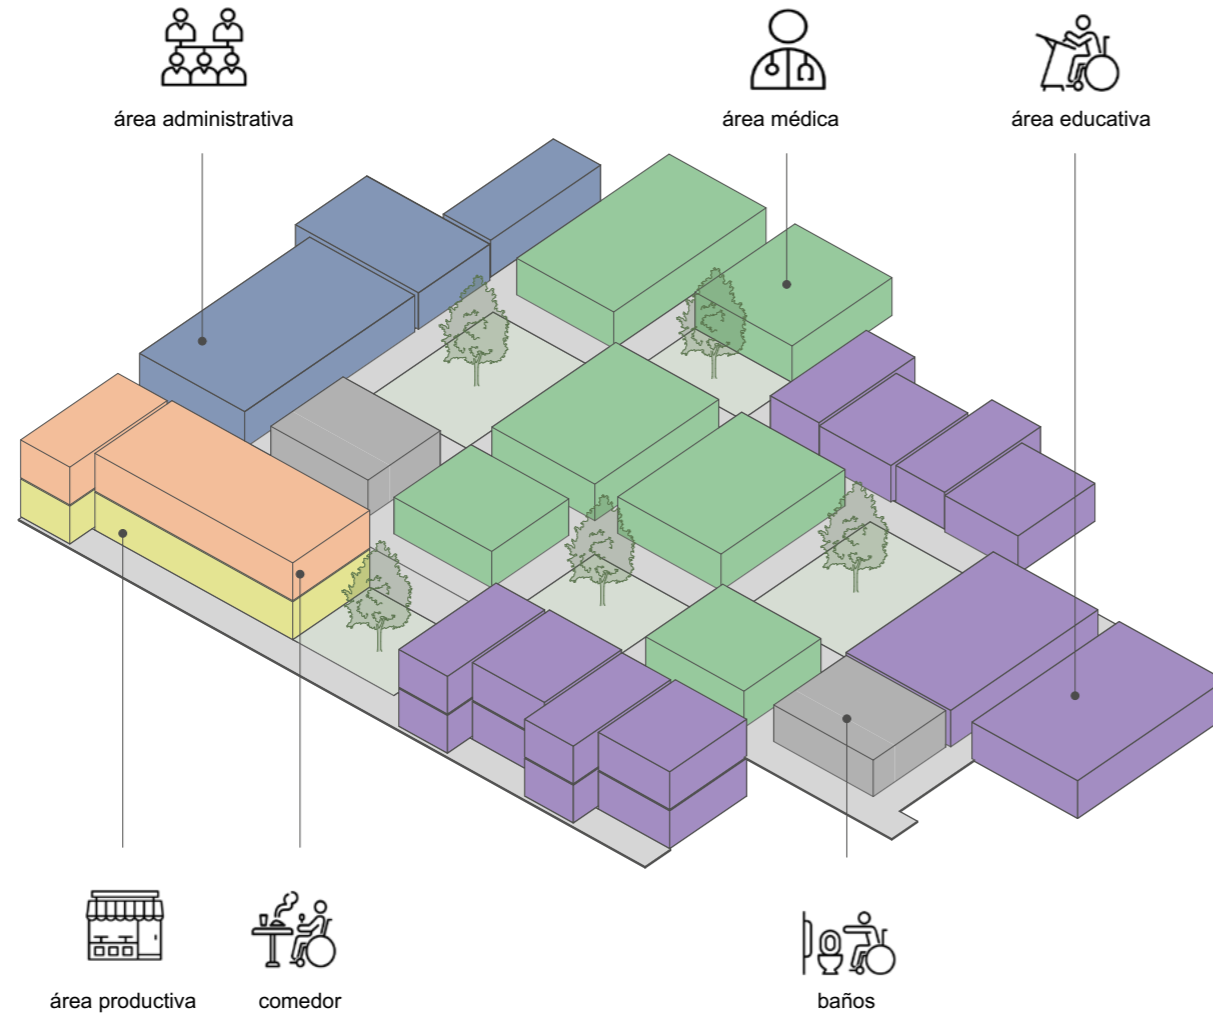 área administrativa
área médica
área educativa
área productiva
comedor
baños